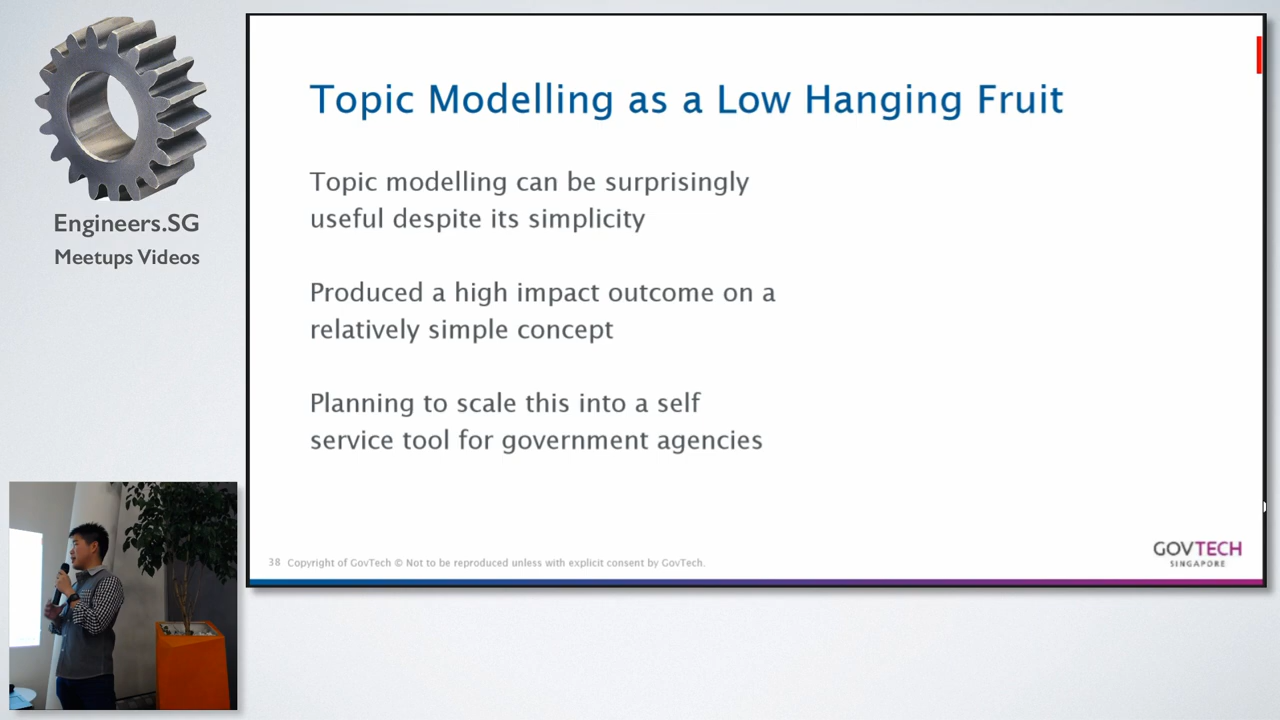 Engineers.SG
Meetups Videos
Topic Modelling as a Low Hanging Fruit
Topic modelling can be surprisingly
useful despite its simplicity
Produced a high impact outcome on a
relatively simple concept
Planning to scale this into a self
service tool for government agencies
38 Copyright of GovTech © Not to be reproduced unless with explicit consent by GovTech.
GOVTECH
SINGAPORE